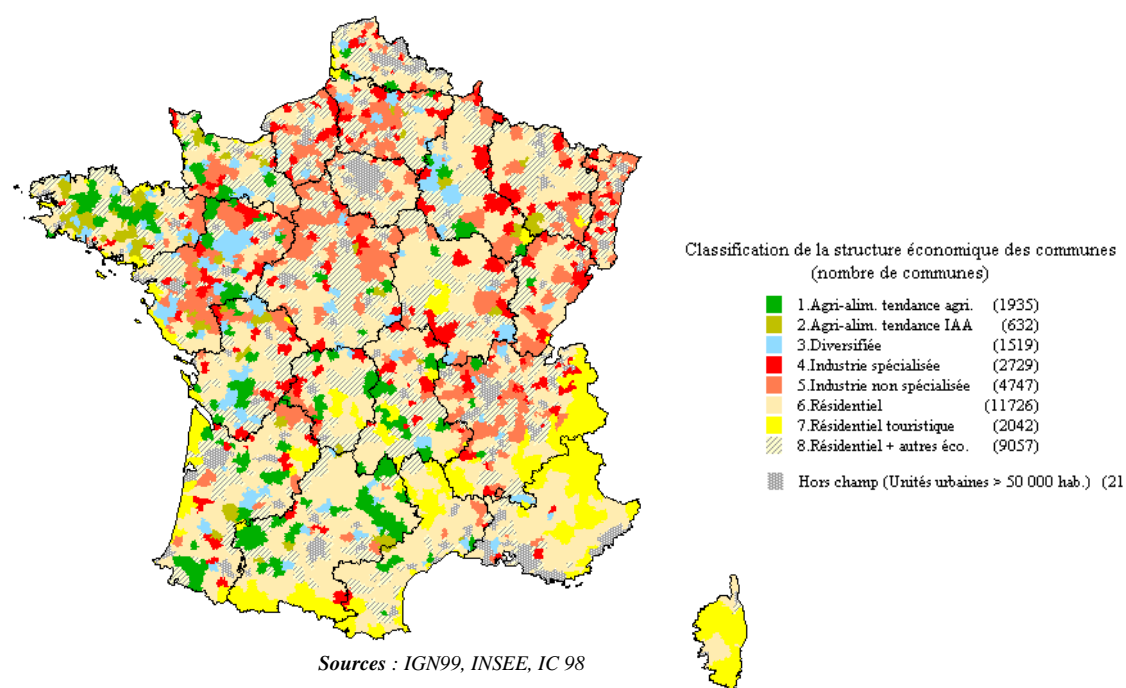 Classification de la structure économique des communes
(nombre de communes)
1.Agri-alim. tendance agri. (1935)
2.Agri-alim. tendance IAA (632)
3.Diversifiée (1519)
4.Industrie spécialisée (2729)
5.Industrie non spécialisée (4747)
6.Résidentiel (11726)
7.Résidentiel touristique (2042)
8.Résidentiel + autres éco. (9057)
Hors champ (Unités urbaines > 50 000 hab.) (21
Sources : IGN99, INSEE, IC 98